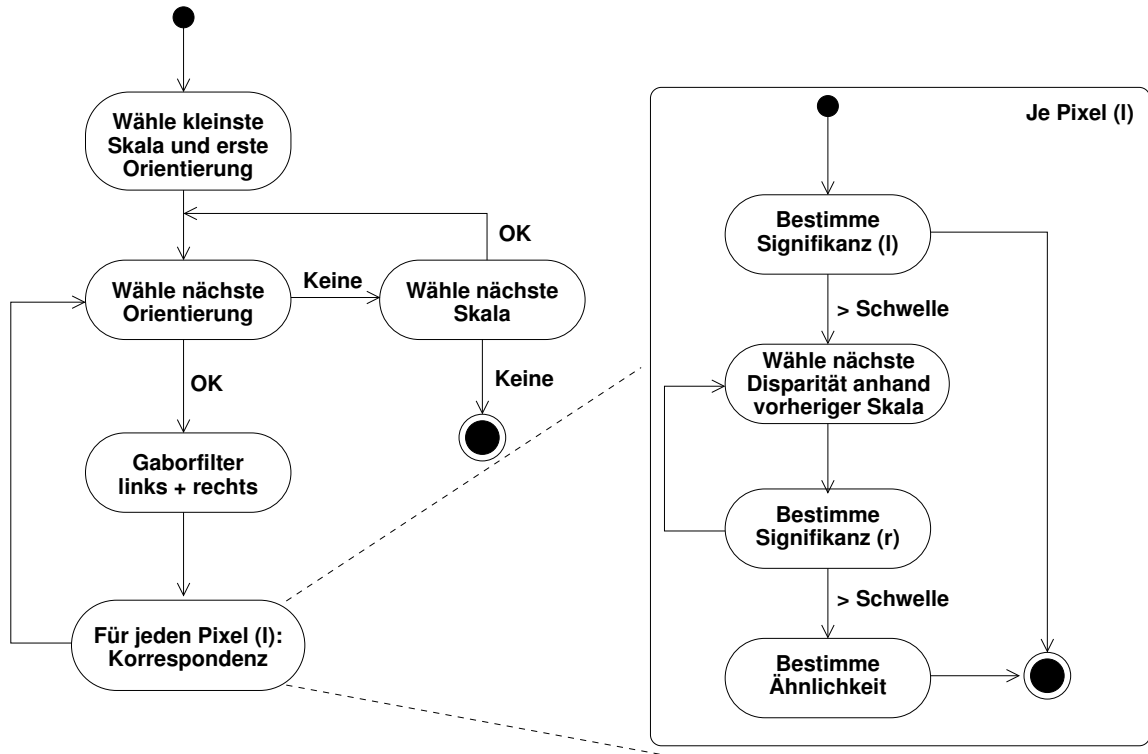 Wähle kleinste
Skala und erste
Orientierung
OK
Wähle nächste
Orientierung
Keine
Wähle nächste
Skala
OK
Keine
Gaborfilter
links + rechts
Für jeden Pixel (l):
Korrespondenz
Je Pixel (l)
Bestimme
Signifikanz (l)
> Schwelle
Wähle nächste
Disparität anhand
vorheriger Skala
Bestimme
Signifikanz (r)
> Schwelle
Bestimme
Ähnlichkeit